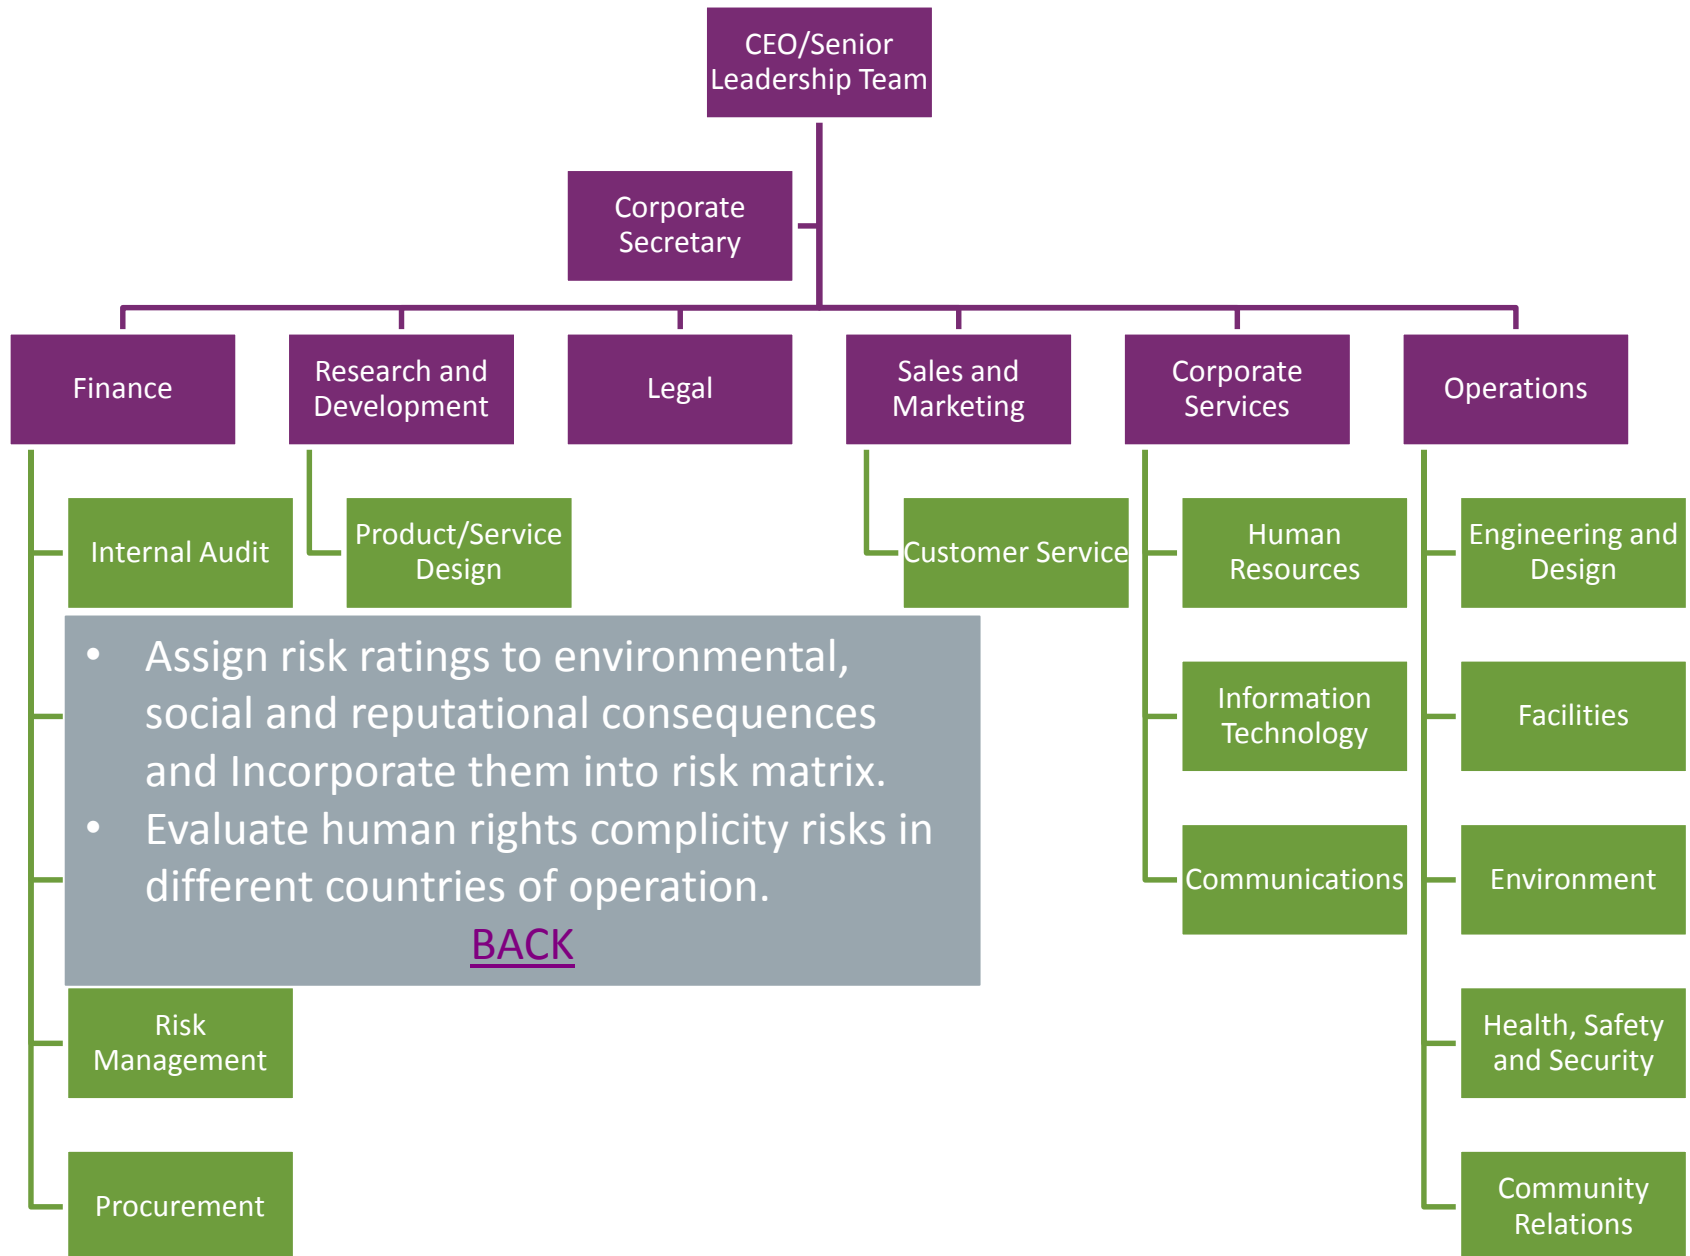 CEO/Senior
Leadership Team
Corporate
Secretary
Finance
Research and
Development
Legal
Sales and
Marketing
Corporate
Services
Operations
Internal Audit
Product/Service
Design
Customer Service
Human
Resources
Engineering and
Design
• Assign risk ratings to environmental,
social and reputational consequences
and Incorporate them into risk matrix.
• Evaluate human rights complicity risks in
different countries of operation.
BACK
Information
Technology
Facilities
Communications
Environment
Risk
Management
Health, Safety
and Security
Procurement
Community
Relations